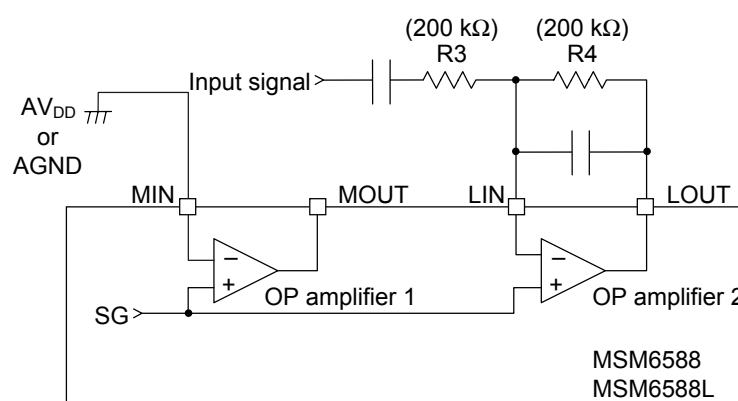 (200 kΩ) (200 kΩ)
R3 R4
Input signal
AVDD
or
AGND
MIN MOUT LIN LOUT
− −
+ +
OP amplifier 1 OP amplifier 2
SG
MSM6588
MSM6588L